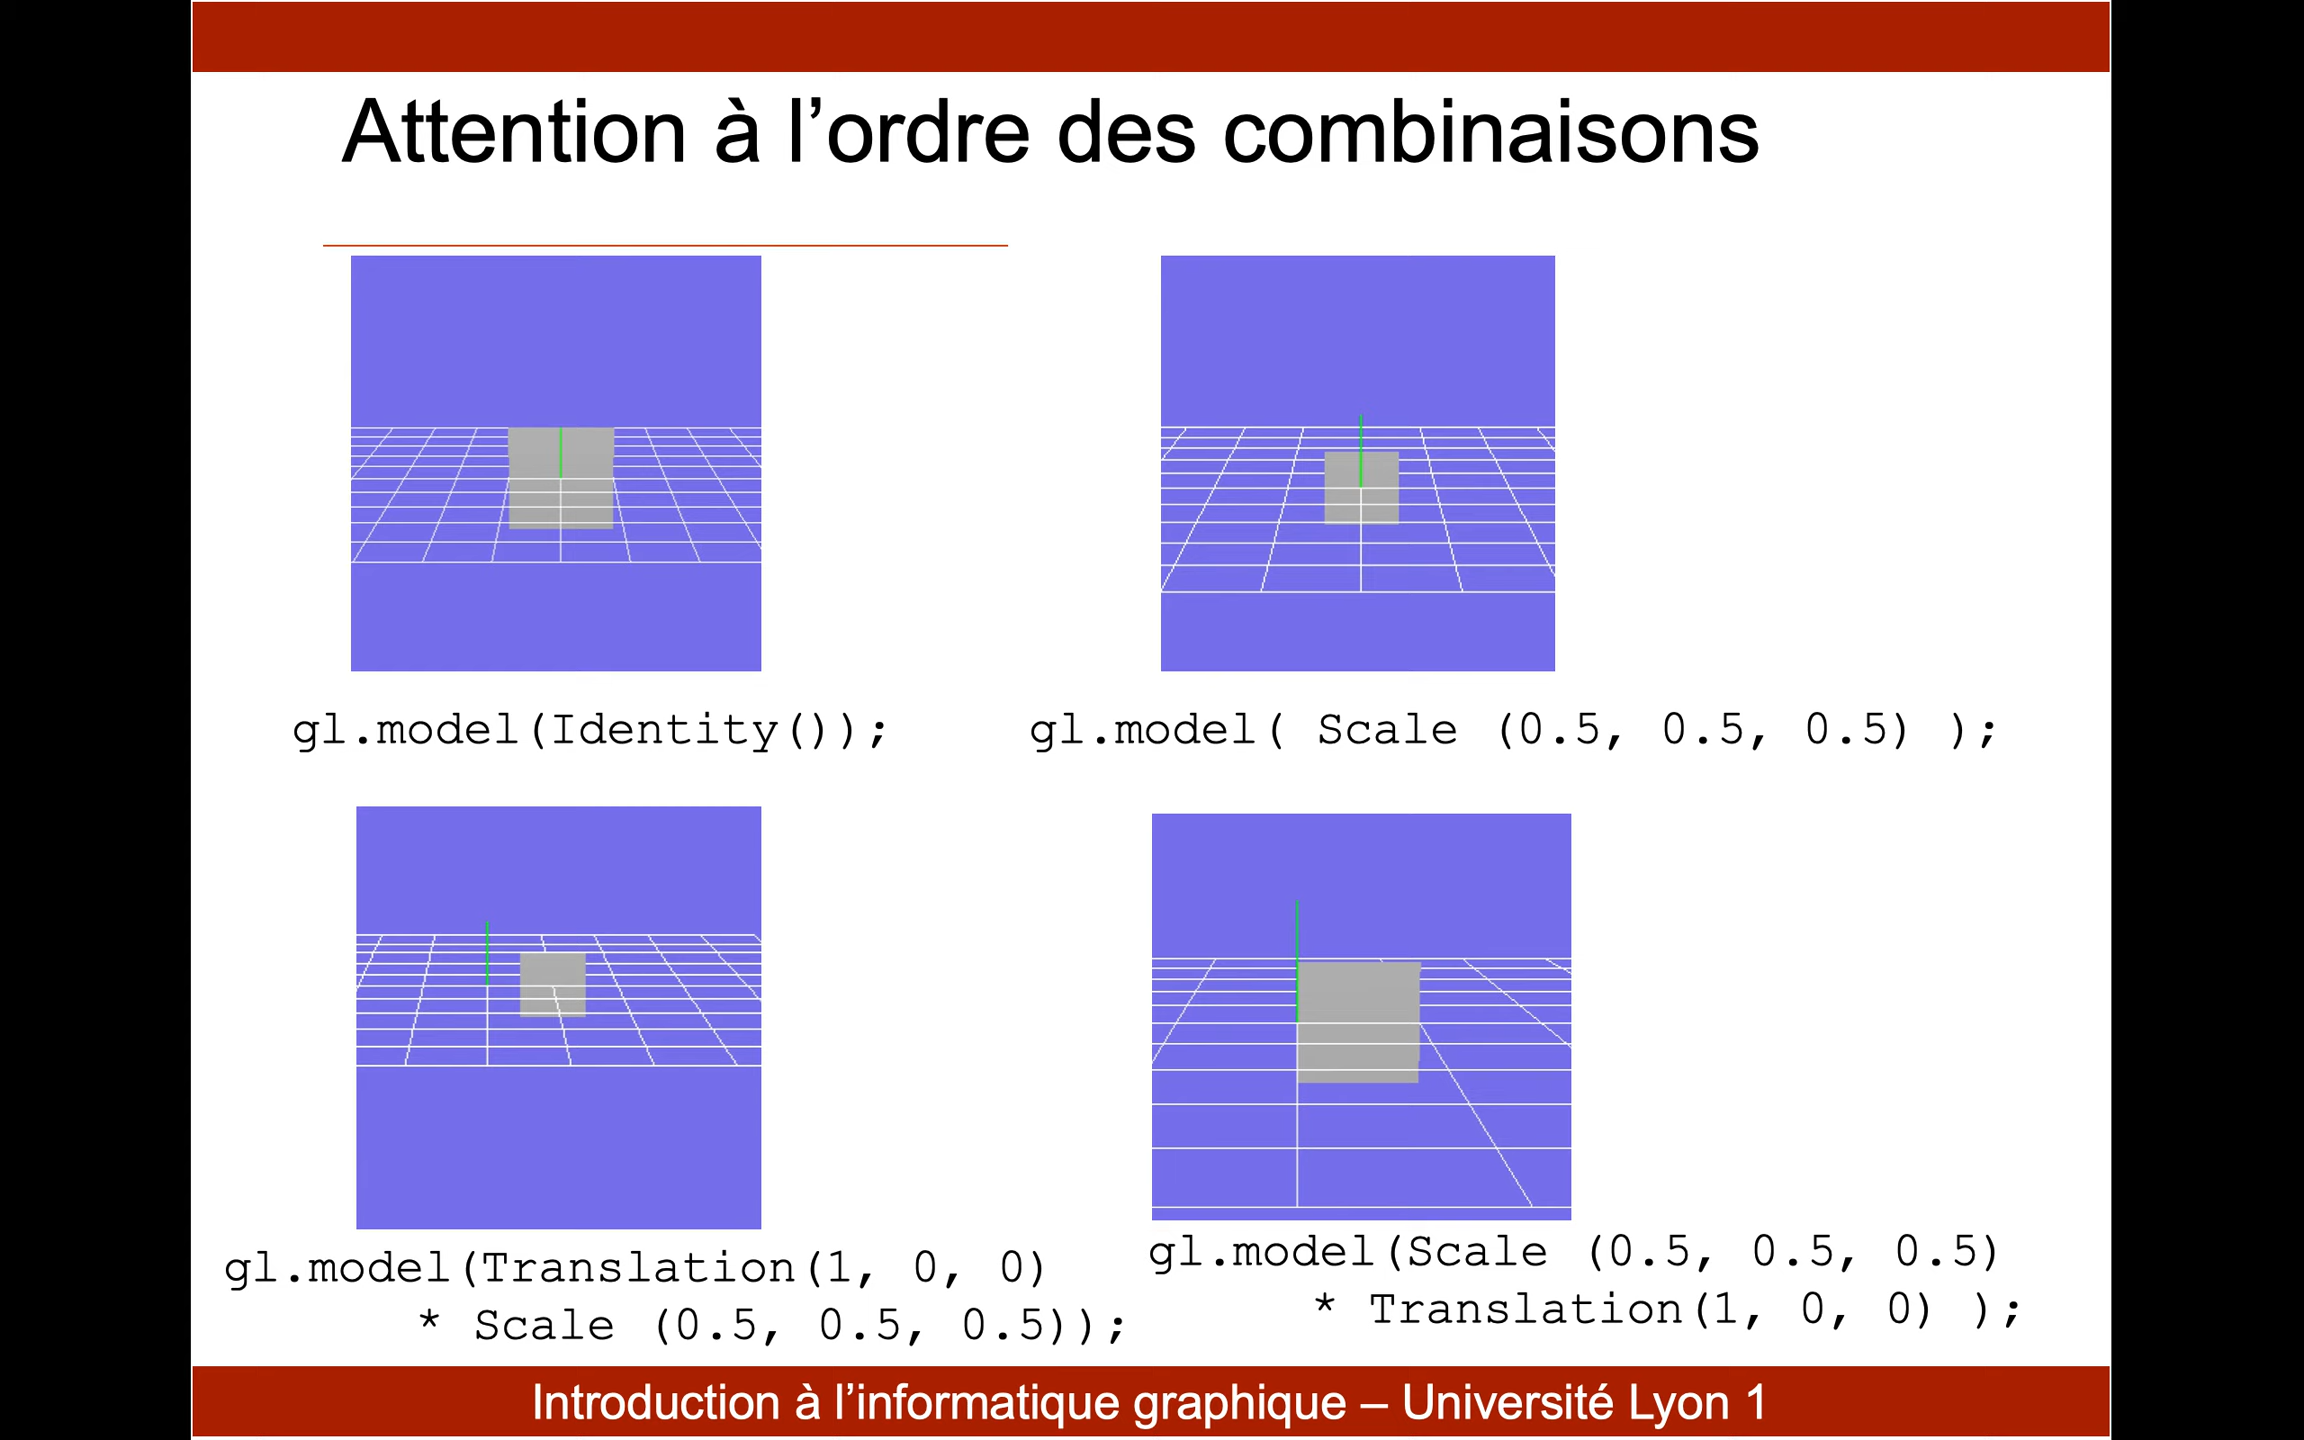 Attention à l’ordre des combinaisons
gl.model(Identity());
gl.model( Scale (0.5, 0.5, 0.5) );
gl.model(Translation(1, 0, 0)
* Scale (0.5, 0.5, 0.5));
gl.model(Scale (0.5, 0.5, 0.5)
* Translation(1, 0, 0) );
Introduction à l’informatique graphique – Université Lyon 1